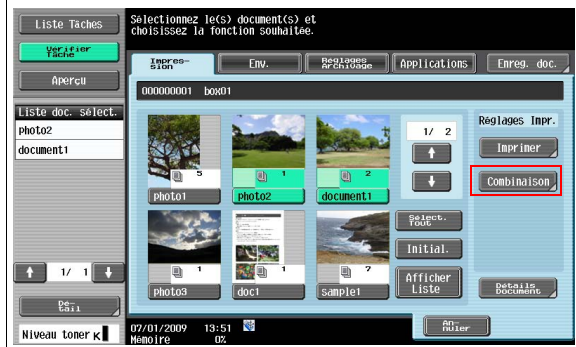 Liste Tâches
Vérifier
Tâche
Aperçu
Liste doc. sélect.
photo2
document1
1/ 1
Dé-
tail
Niveau toner K
Sélectionnez le(s) document(s) et
choisissez la fonction souhaitée.
Impres-
sion
Env.
Réglages
Archivage
Applications
Enreg. doc.
000000001 box01
5
photo1
1
photo2
2
document1
1/ 2
Réglages Impr.
Imprimer
Combinaison
Sélect.
Tout
Initial.
Afficher
Liste
1
photo3
1
doc1
7
sample1
Détails
Document
07/01/2009 13:51
Mémoire 0%
An-
nuler